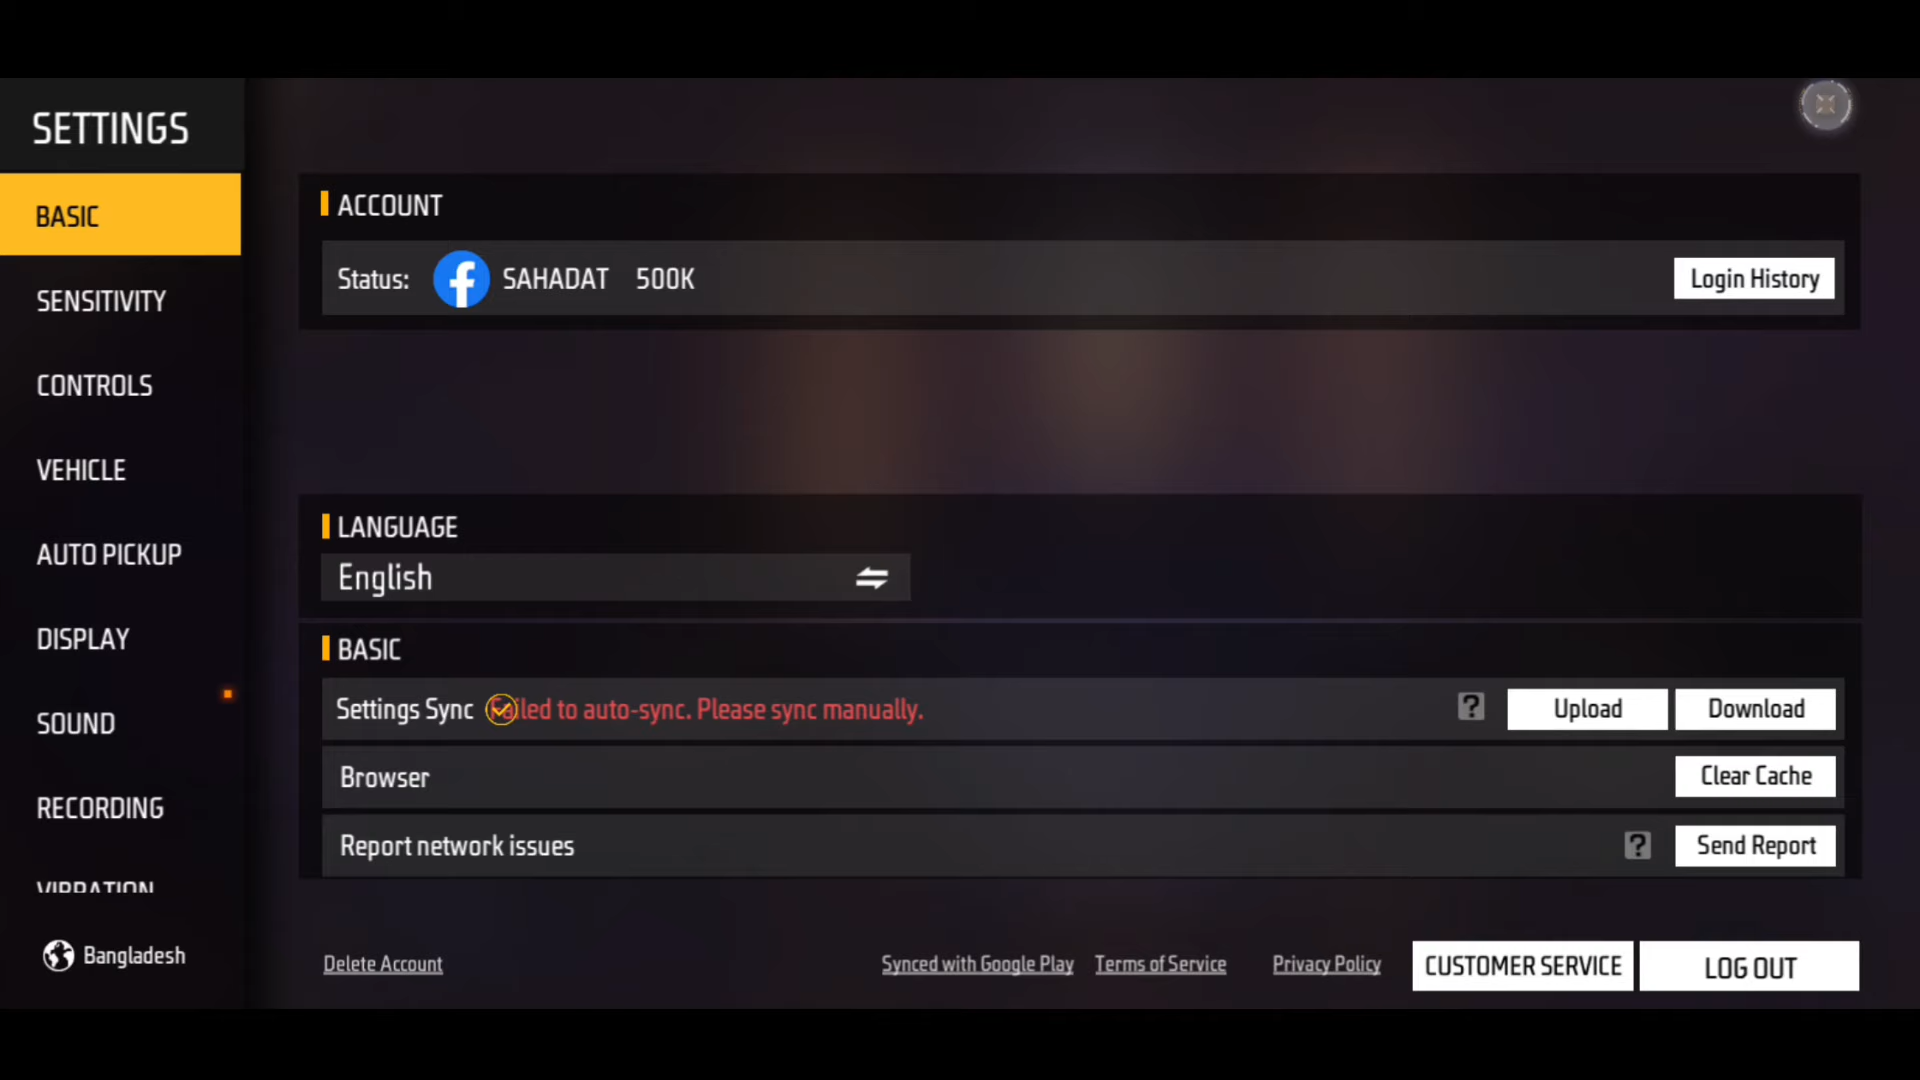 SETTINGS
BASIC
SENSITIVITY
CONTROLS
VEHICLE
AUTO PICKUP
DISPLAY
SOUND
RECORDING
VIBRATION
Bangladesh
ACCOUNT
Status: SAHADAT 500K Login History
LANGUAGE
English
BASIC
Settings Sync Failed to auto-sync. Please sync manually. ? Upload Download
Browser Clear Cache
Report network issues ? Send Report
Delete Account Synced with Google Play Terms of Service Privacy Policy CUSTOMER SERVICE LOG OUT